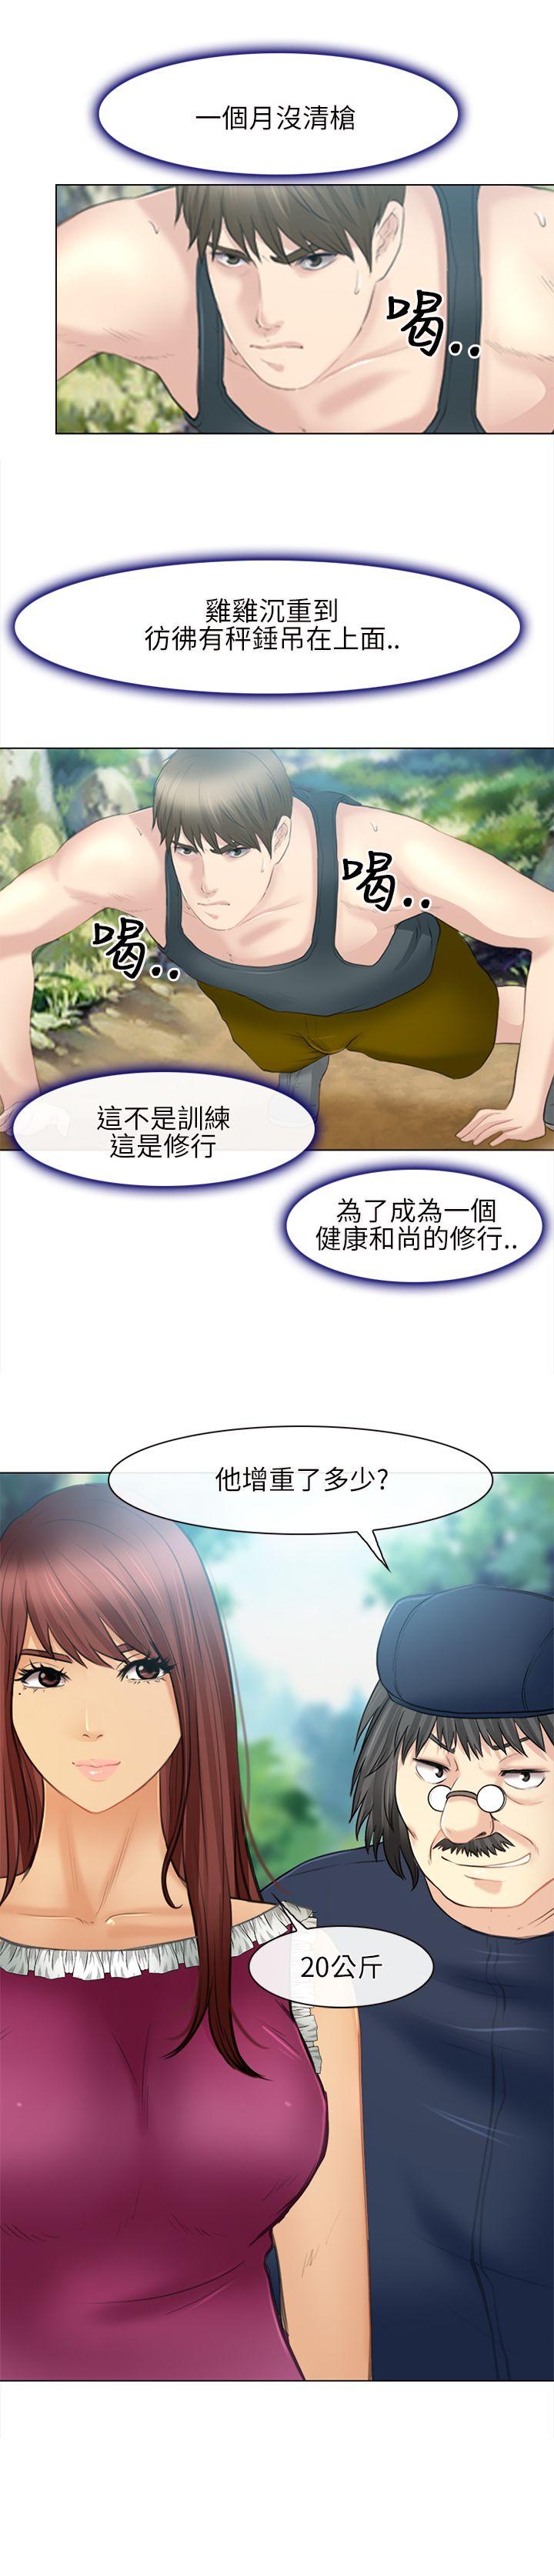 一個月沒清槍
喝..
雞雞沉重到
彷彿有秤錘吊在上面..
喝..
喝..
這不是訓練
這是修行
為了成為一個
健康和尚的修行..
他增重了多少?
20公斤